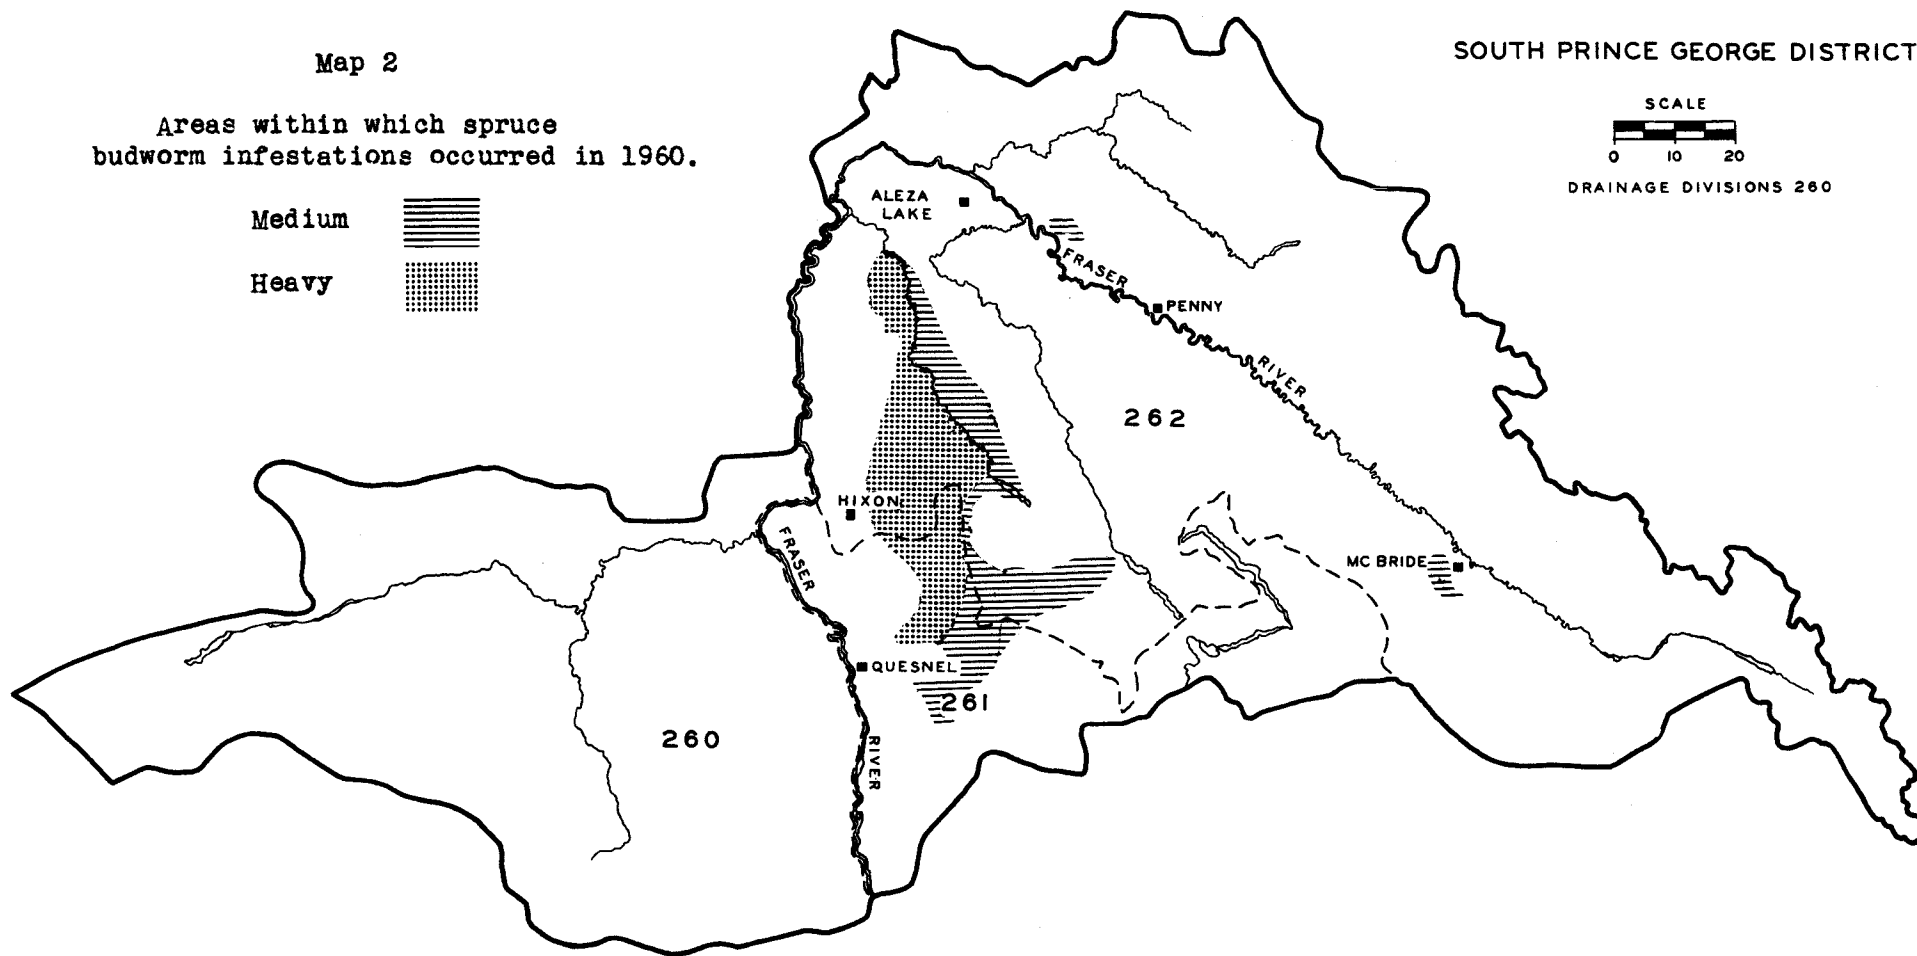 Map 2
Areas within which spruce
budworm infestations occurred in 1960.
Medium
Heavy
SOUTH PRINCE GEORGE DISTRICT
SCALE
0 10 20
DRAINAGE DIVISIONS 260
ALEZA
LAKE
FRASER
PENNY
RIVER
262
HIXON
FRASER
MC BRIDE
QUESNEL
261
260
RIVER